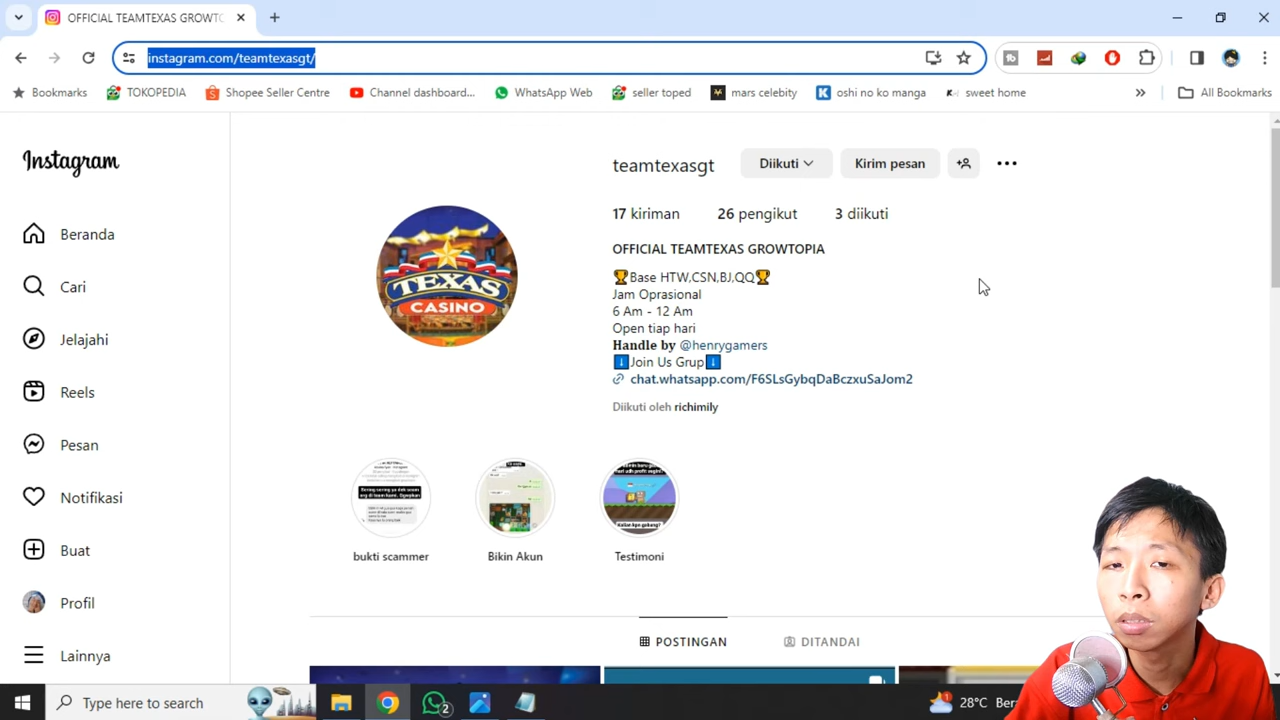 OFFICIAL TEAMTEXAS GROWTO
instagram.com/teamtexasgt/
Bookmarks
TOKOPEDIA
Shopee Seller Centre
Channel dashboard...
WhatsApp Web
seller toped
mars celebity
oshi no ko manga
sweet home
All Bookmarks
Instagram
Beranda
Cari
Jelajahi
Reels
Pesan
Notifikasi
Buat
Profil
Lainnya
TEXAS
CASINO
teamtexasgt
Diikuti
Kirim pesan
17 kiriman 26 pengikut 3 diikuti
OFFICIAL TEAMTEXAS GROWTOPIA
🏆Base HTW,CSN,BJ,QQ🏆
Jam Oprasional
6 Am - 12 Am
Open tiap hari
Handle by @henrygamers
⬇️Join Us Grup⬇️
chat.whatsapp.com/F6SLsGybqDaBczxuSaJom2
Diikuti oleh richimily
bukti scammer
Bikin Akun
Testimoni
POSTINGAN
DITANDAI
Type here to search
2
28°C